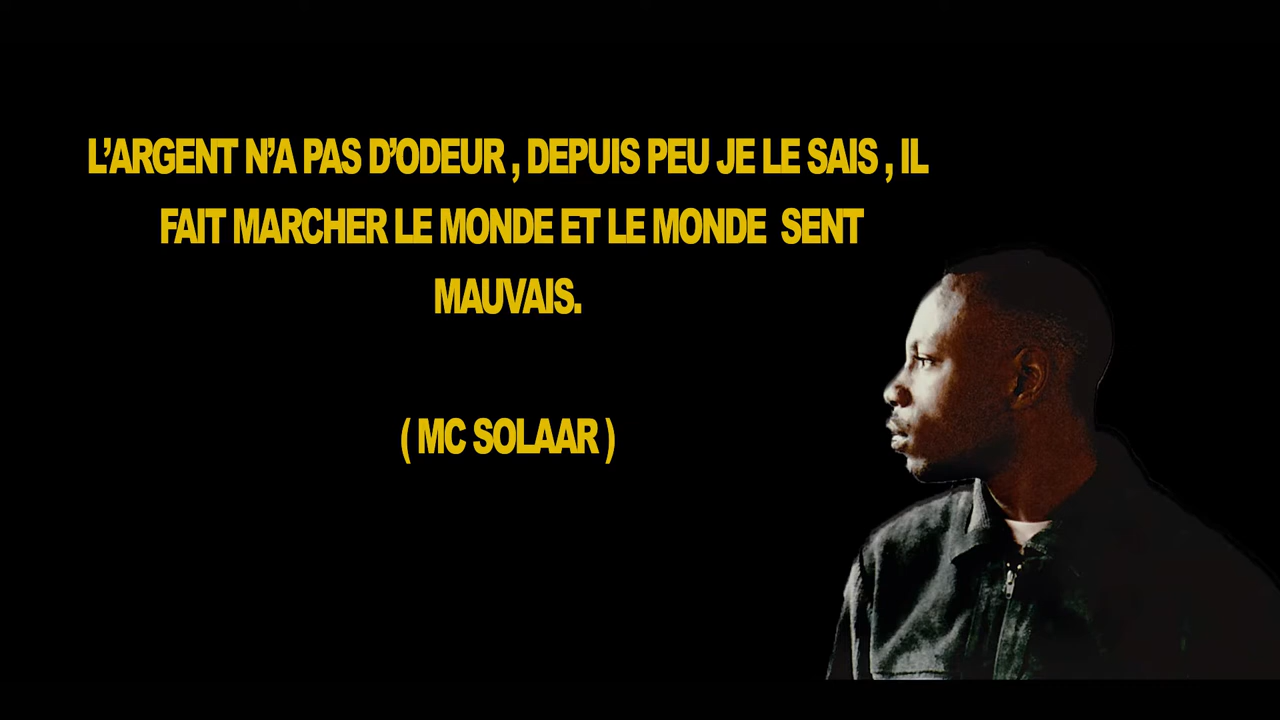 L'ARGENT N'A PAS D'ODEUR , DEPUIS PEU JE LE SAIS , IL
FAIT MARCHER LE MONDE ET LE MONDE  SENT
MAUVAIS.
( MC SOLAAR )